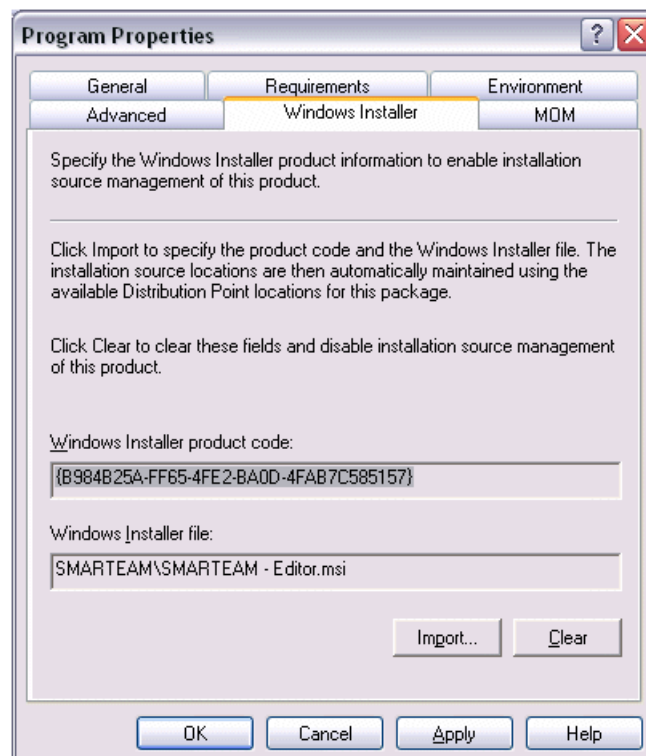 Program Properties
General
Requirements
Environment
Advanced
Windows Installer
MOM
Specify the Windows Installer product information to enable installation
source management of this product.
Click Import to specify the product code and the Windows Installer file. The
installation source locations are then automatically maintained using the
available Distribution Point locations for this package.
Click Clear to clear these fields and disable installation source management
of this product.
Windows Installer product code:
{B984B25A-FF65-4FE2-BA0D-4FAB7C585157}
Windows Installer file:
SMARTEAM\SMARTEAM - Editor.msi
Import...
Clear
OK
Cancel
Apply
Help